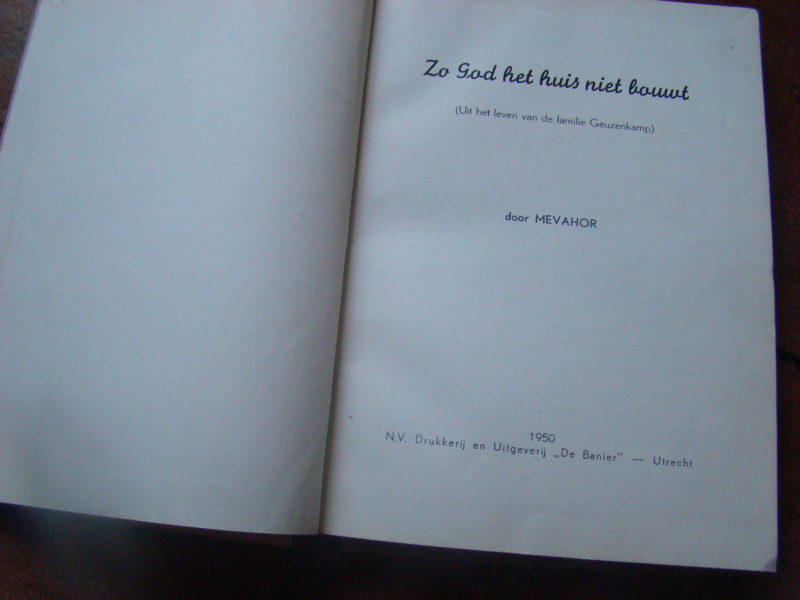 Zo God het huis niet bouwt
(Uit het leven van de familie Geuzenkamp)
door MEVAHOR
1950
N.V. Drukkerij en Uitgeverij „De Banier" — Utrecht